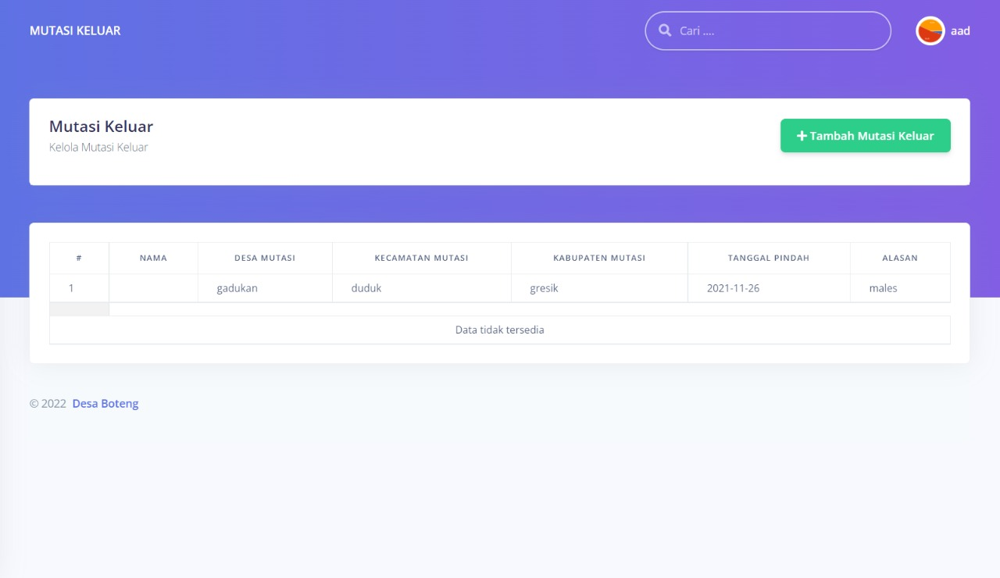 MUTASI KELUAR
Cari ....
aad
Mutasi Keluar
Kelola Mutasi Keluar
Tambah Mutasi Keluar
# NAMA DESA MUTASI KECAMATAN MUTASI KABUPATEN MUTASI TANGGAL PINDAH ALASAN
1 gadukan duduk gresik 2021-11-26 males
Data tidak tersedia
© 2022 Desa Boteng